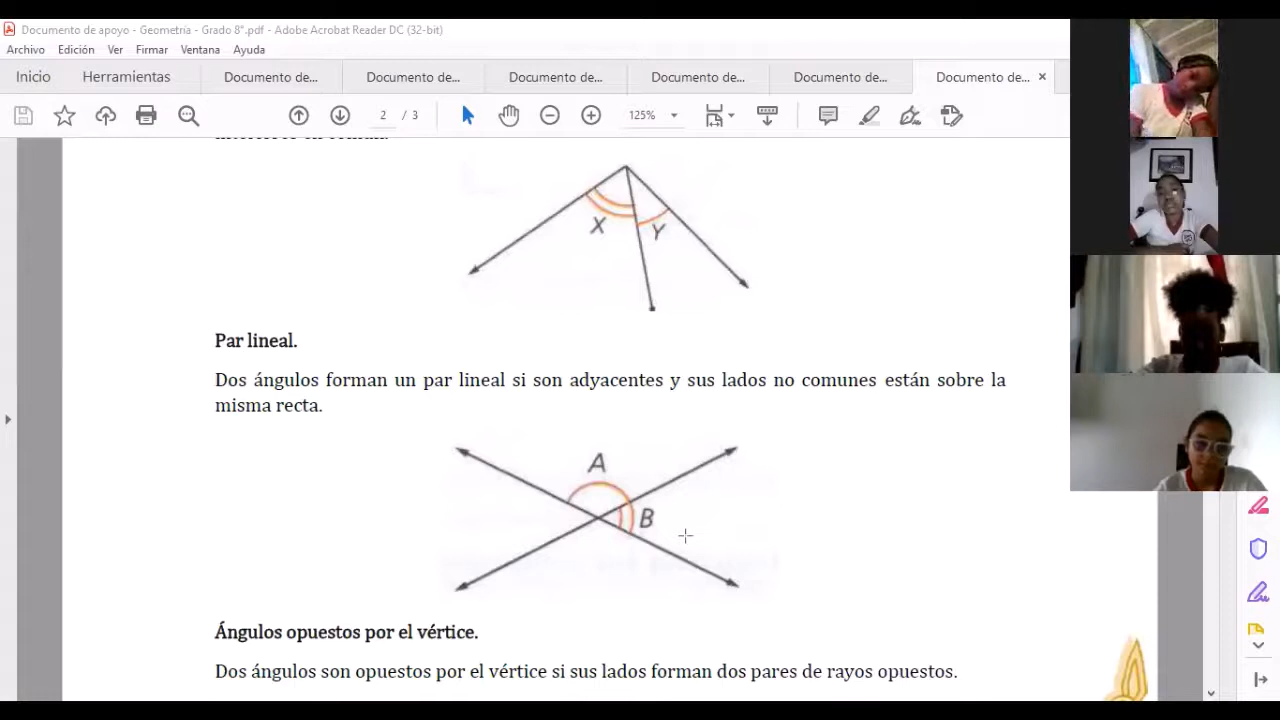 Documento de apoyo - Geometría - Grado 8°.pdf - Adobe Acrobat Reader DC (32-bit)
Archivo Edición Ver Firmar Ventana Ayuda
Inicio Herramientas Documento de... Documento de... Documento de... Documento de... Documento de... Documento de... ×
2 / 3 125%
X Y
Par lineal.
Dos ángulos forman un par lineal si son adyacentes y sus lados no comunes están sobre la
misma recta.
A
B
Ángulos opuestos por el vértice.
Dos ángulos son opuestos por el vértice si sus lados forman dos pares de rayos opuestos.